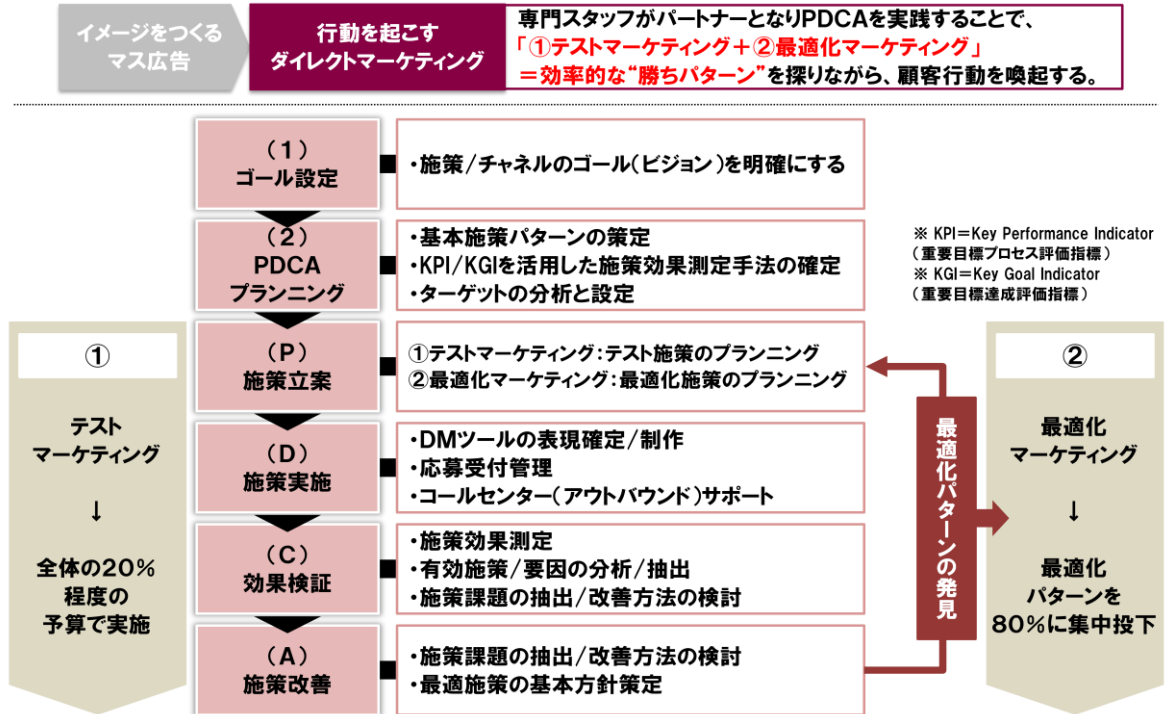 イメージをつくる
マス広告
行動を起こす
ダイレクトマーケティング
専門スタッフがパートナーとなりPDCAを実践することで、
「①テストマーケティング＋②最適化マーケティング」
＝効率的な“勝ちパターン”を探りながら、顧客行動を喚起する。
（1）
ゴール設定
・施策/チャネルのゴール（ビジョン）を明確にする
（2）
PDCA
プランニング
・基本施策パターンの策定
・KPI/KGIを活用した施策効果測定手法の確定
・ターゲットの分析と設定
※ KPI＝Key Performance Indicator
（重要目標プロセス評価指標）
※ KGI＝Key Goal Indicator
（重要目標達成評価指標）
①
テスト
マーケティング
↓
全体の20％
程度の
予算で実施
（P）
施策立案
①テストマーケティング：テスト施策のプランニング
②最適化マーケティング：最適化施策のプランニング
（D）
施策実施
・DMツールの表現確定/制作
・応募受付管理
・コールセンター（アウトバウンド）サポート
（C）
効果検証
・施策効果測定
・有効施策/要因の分析/抽出
・施策課題の抽出/改善方法の検討
（A）
施策改善
・施策課題の抽出/改善方法の検討
・最適施策の基本方針策定
最適化パターンの発見
②
最適化
マーケティング
↓
最適化
パターンを
80％に集中投下